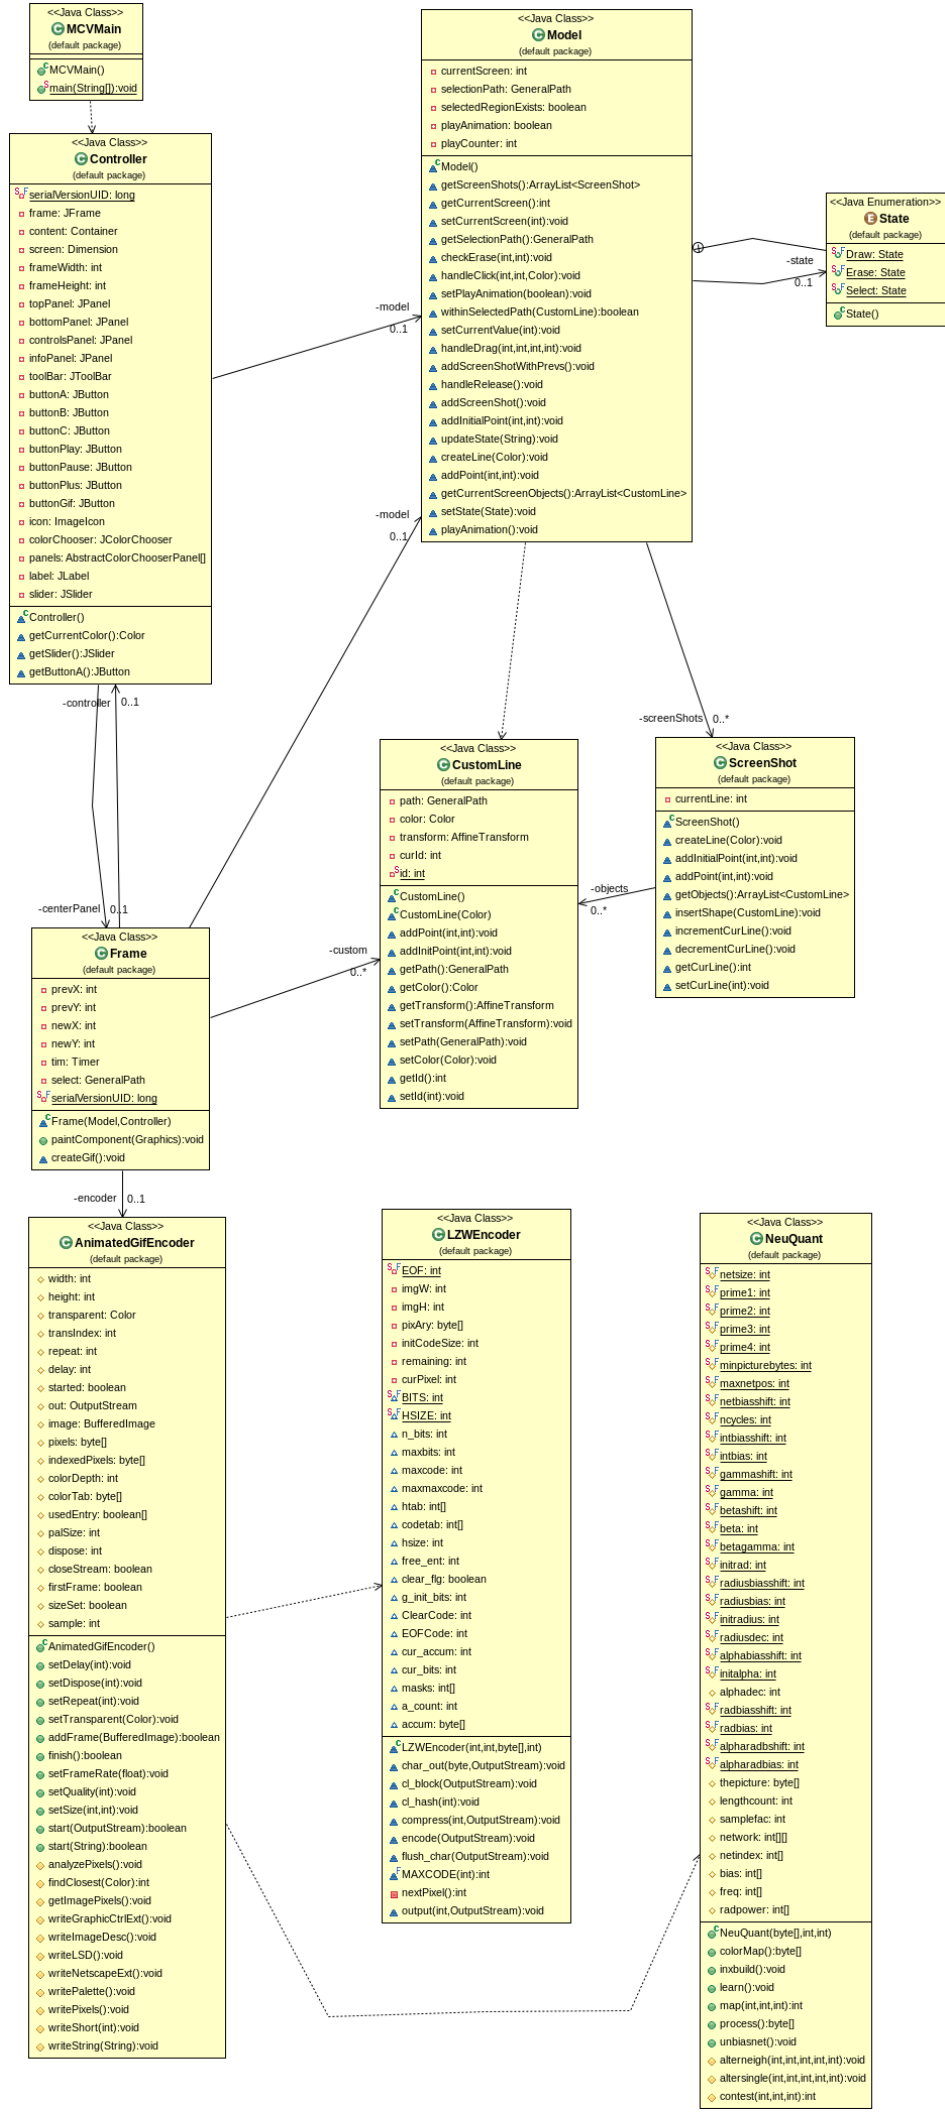 <<Java Class>>
MCVMain
(default package)
MCVMain()
main(String[]):void
<<Java Class>>
Controller
(default package)
serialVersionUID: long
frame: JFrame
content: Container
screen: Dimension
frameWidth: int
frameHeight: int
topPanel: JPanel
bottomPanel: JPanel
controlsPanel: JPanel
infoPanel: JPanel
toolBar: JToolBar
buttonA: JButton
buttonB: JButton
buttonC: JButton
buttonPlay: JButton
buttonPause: JButton
buttonPlus: JButton
buttonGif: JButton
icon: ImageIcon
colorChooser: JColorChooser
panels: AbstractColorChooserPanel[]
label: JLabel
slider: JSlider
Controller()
getCurrentColor():Color
getSlider():JSlider
getButtonA():JButton
<<Java Class>>
Model
(default package)
currentScreen: int
selectionPath: GeneralPath
selectedRegionExists: boolean
playAnimation: boolean
playCounter: int
Model()
getScreenShots():ArrayList<ScreenShot>
getCurrentScreen():int
setCurrentScreen(int):void
getSelectionPath():GeneralPath
checkErase(int,int):void
handleClick(int,int,Color):void
setPlayAnimation(boolean):void
withinSelectedPath(CustomLine):boolean
setCurrentValue(int):void
handleDrag(int,int,int,int):void
addScreenShotWithPrevs():void
handleRelease():void
addScreenShot():void
addInitialPoint(int,int):void
updateState(String):void
createLine(Color):void
addPoint(int,int):void
getCurrentScreenObjects():ArrayList<CustomLine>
setState(State):void
playAnimation():void
<<Java Enumeration>>
State
(default package)
Draw: State
Erase: State
Select: State
State()
-state
0..1
-model
0..1
-model
0..1
-controller
0..1
-centerPanel
0..1
-screenShots
0..*
<<Java Class>>
CustomLine
(default package)
path: GeneralPath
color: Color
transform: AffineTransform
curId: int
id: int
CustomLine()
CustomLine(Color)
addPoint(int,int):void
addInitPoint(int,int):void
getPath():GeneralPath
getColor():Color
getTransform():AffineTransform
setTransform(AffineTransform):void
setPath(GeneralPath):void
setColor(Color):void
getId():int
setId(int):void
<<Java Class>>
ScreenShot
(default package)
currentLine: int
ScreenShot()
createLine(Color):void
addInitialPoint(int,int):void
addPoint(int,int):void
getObjects():ArrayList<CustomLine>
insertShape(CustomLine):void
incrementCurLine():void
decrementCurLine():void
getCurLine():int
setCurLine(int):void
-objects
0..*
-custom
0..*
<<Java Class>>
Frame
(default package)
prevX: int
prevY: int
newX: int
newY: int
tim: Timer
select: GeneralPath
serialVersionUID: long
Frame(Model,Controller)
paintComponent(Graphics):void
createGif():void
-encoder
0..1
<<Java Class>>
AnimatedGifEncoder
(default package)
width: int
height: int
transparent: Color
transIndex: int
repeat: int
delay: int
started: boolean
out: OutputStream
image: BufferedImage
pixels: byte[]
indexedPixels: byte[]
colorDepth: int
colorTab: byte[]
usedEntry: boolean[]
palSize: int
dispose: int
closeStream: boolean
firstFrame: boolean
sizeSet: boolean
sample: int
AnimatedGifEncoder()
setDelay(int):void
setDispose(int):void
setRepeat(int):void
setTransparent(Color):void
addFrame(BufferedImage):boolean
finish():boolean
setFrameRate(float):void
setQuality(int):void
setSize(int,int):void
start(OutputStream):boolean
start(String):boolean
analyzePixels():void
findClosest(Color):int
getImagePixels():void
writeGraphicCtrlExt():void
writeImageDesc():void
writeLSD():void
writeNetscapeExt():void
writePalette():void
writePixels():void
writeShort(int):void
writeString(String):void
<<Java Class>>
LZWEncoder
(default package)
EOF: int
imgW: int
imgH: int
pixAry: byte[]
initCodeSize: int
remaining: int
curPixel: int
BITS: int
HSIZE: int
n_bits: int
maxbits: int
maxcode: int
maxmaxcode: int
htab: int[]
codetab: int[]
hsize: int
free_ent: int
clear_flg: boolean
g_init_bits: int
ClearCode: int
EOFCode: int
cur_accum: int
cur_bits: int
masks: int[]
a_count: int
accum: byte[]
LZWEncoder(int,int,byte[],int)
char_out(byte,OutputStream):void
cl_block(OutputStream):void
cl_hash(int):void
compress(int,OutputStream):void
encode(OutputStream):void
flush_char(OutputStream):void
MAXCODE(int):int
nextPixel():int
output(int,OutputStream):void
<<Java Class>>
NeuQuant
(default package)
netsize: int
prime1: int
prime2: int
prime3: int
prime4: int
minpicturebytes: int
maxnetpos: int
netbiasshift: int
ncycles: int
intbiasshift: int
intbias: int
gammashift: int
gamma: int
betashift: int
beta: int
betagamma: int
initrad: int
radiusbiasshift: int
radiusbias: int
initradius: int
radiusdec: int
alphabiasshift: int
initalpha: int
alphadec: int
radbiasshift: int
radbias: int
alpharadbshift: int
alpharadbias: int
thepicture: byte[]
lengthcount: int
samplefac: int
network: int[][]
netindex: int[]
bias: int[]
freq: int[]
radpower: int[]
NeuQuant(byte[],int,int)
colorMap():byte[]
inxbuild():void
learn():void
map(int,int,int):int
process():byte[]
unbiasnet():void
alterneigh(int,int,int,int,int):void
altersingle(int,int,int,int,int):void
contest(int,int,int):int